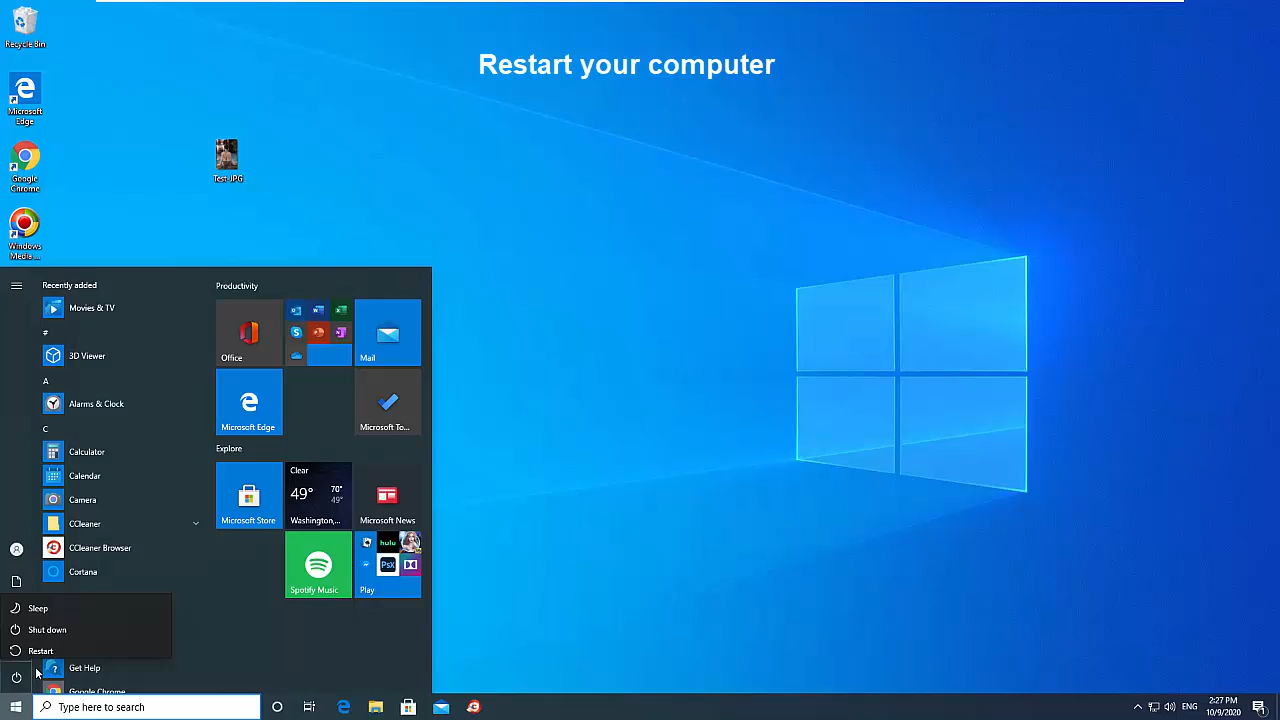 Restart your computer
Recycle Bin
Microsoft
Edge
Google
Chrome
Windows
Media ...
Test-JPG
Recently added
Movies & TV
#
3D Viewer
A
Alarms & Clock
C
Calculator
Calendar
Camera
CCleaner
CCleaner Browser
Cortana
Get Help
Google Chrome
Sleep
Shut down
Restart
Productivity
Office
Mail
Microsoft Edge
Microsoft To...
Explore
Microsoft Store
Clear
49° 70°
49°
Washington,...
Microsoft News
Spotify Music
hulu
Play
Type here to search
ENG
2:27 PM
10/9/2020